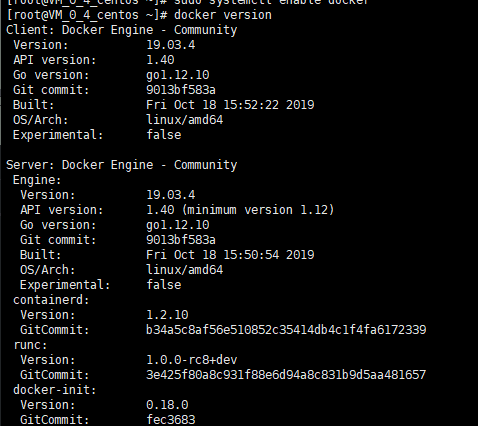 [root@VM_0_4_centos ~]# sudo systemctl enable docker
[root@VM_0_4_centos ~]# docker version
Client: Docker Engine - Community
Version: 19.03.4
API version: 1.40
Go version: go1.12.10
Git commit: 9013bf583a
Built: Fri Oct 18 15:52:22 2019
OS/Arch: linux/amd64
Experimental: false
Server: Docker Engine - Community
Engine:
Version: 19.03.4
API version: 1.40 (minimum version 1.12)
Go version: go1.12.10
Git commit: 9013bf583a
Built: Fri Oct 18 15:50:54 2019
OS/Arch: linux/amd64
Experimental: false
containerd:
Version: 1.2.10
GitCommit: b34a5c8af56e510852c35414db4c1f4fa6172339
runc:
Version: 1.0.0-rc8+dev
GitCommit: 3e425f80a8c931f88e6d94a8c831b9d5aa481657
docker-init:
Version: 0.18.0
GitCommit: fec3683